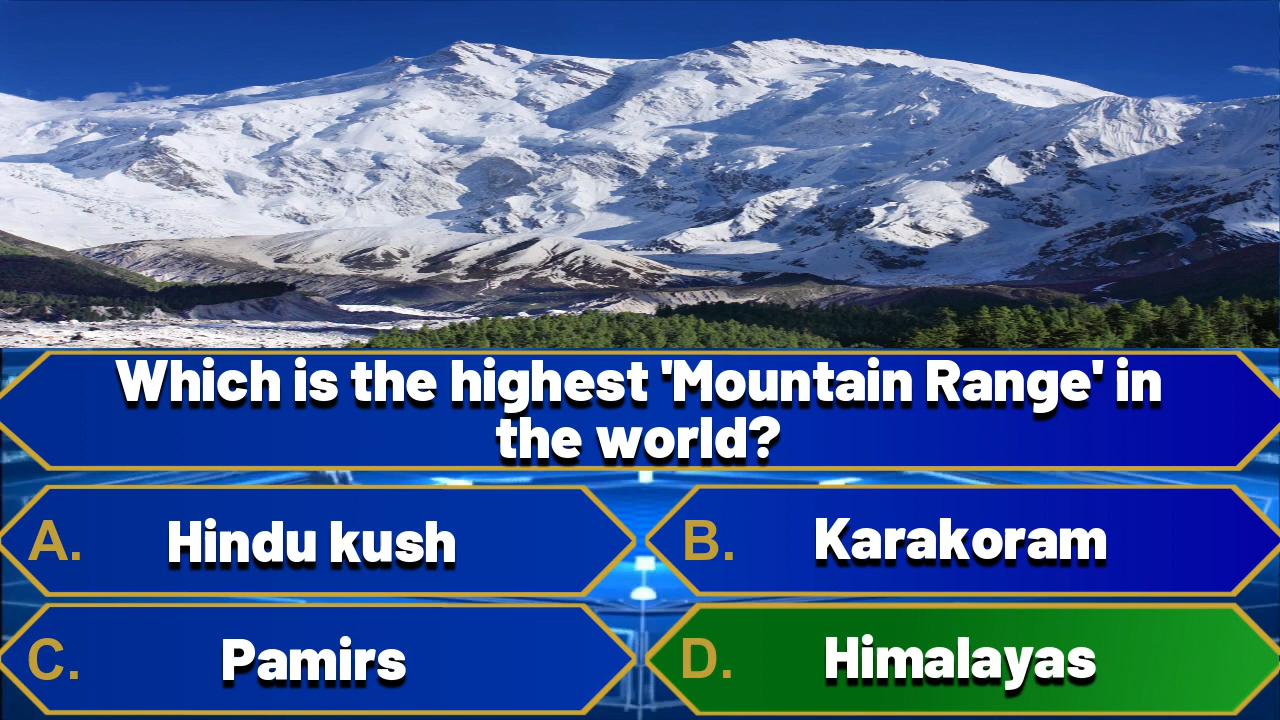 Which is the highest 'Mountain Range' in
the world?
A. Hindu kush
B. Karakoram
C. Pamirs
D. Himalayas